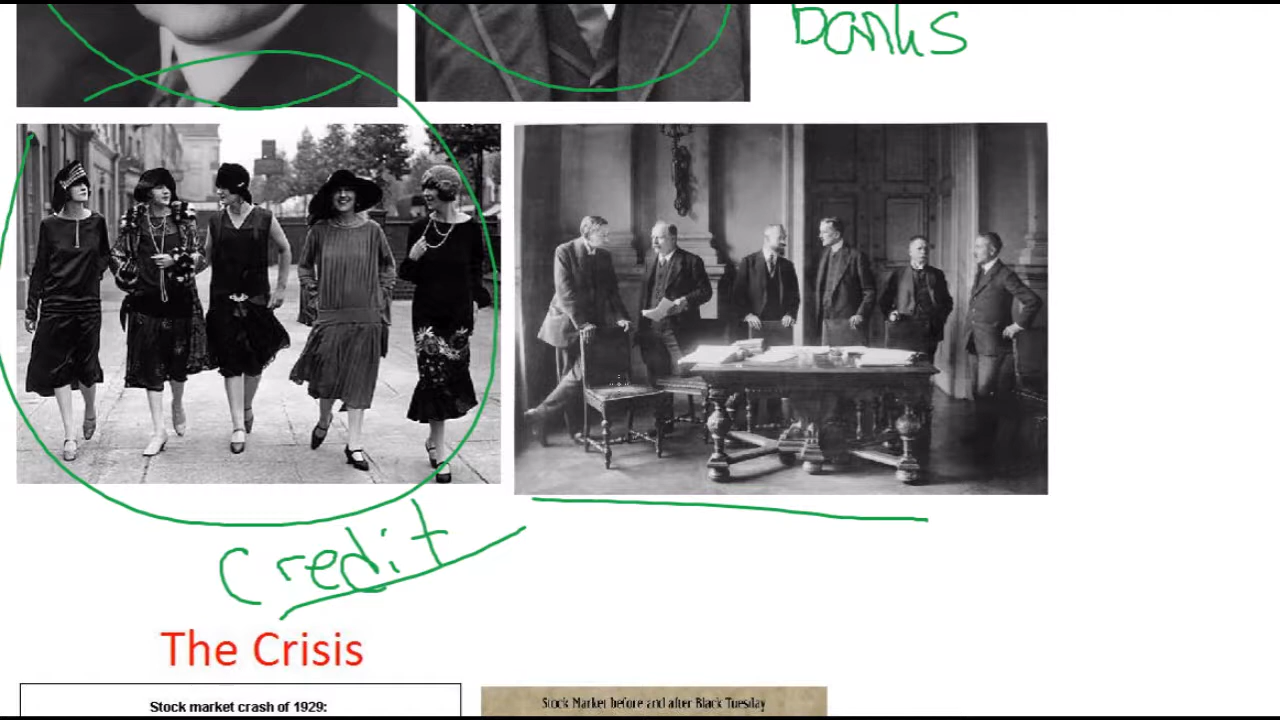 banks
credit
The Crisis
Stock market crash of 1929:
Stock Market before and after Black Tuesday